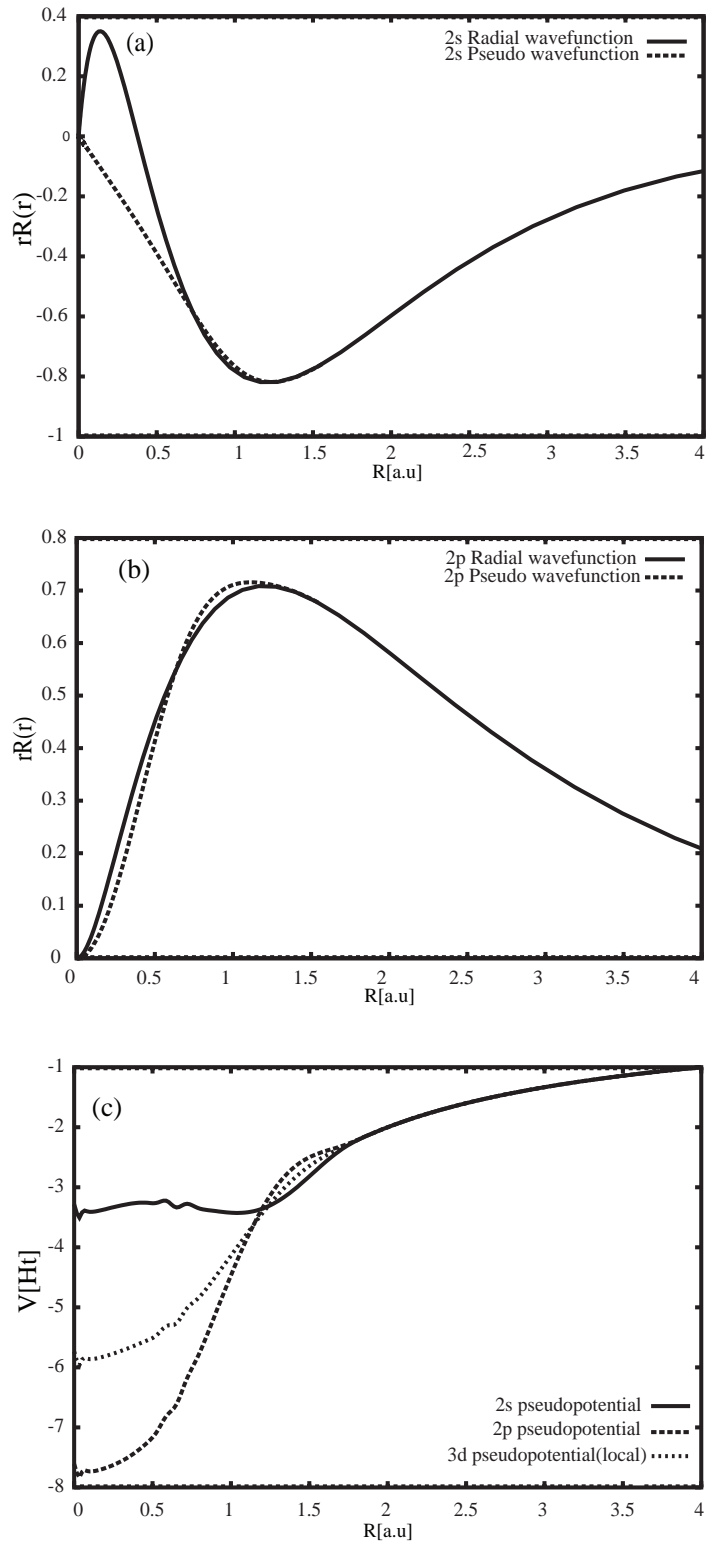 0.4
(a)
2s Radial wavefunction
2s Pseudo wavefunction
0.2
0
-0.2
rR(r)
-0.4
-0.6
-0.8
-1
0 0.5 1 1.5 2 2.5 3 3.5 4
R[a.u]
0.8
(b)
2p Radial wavefunction
2p Pseudo wavefunction
0.7
0.6
0.5
rR(r)
0.4
0.3
0.2
0.1
0
0 0.5 1 1.5 2 2.5 3 3.5 4
R[a.u]
-1
(c)
-2
-3
-4
V[Ht]
-5
-6
2s pseudopotential
-7
2p pseudopotential
3d pseudopotential(local)
-8
0 0.5 1 1.5 2 2.5 3 3.5 4
R[a.u]